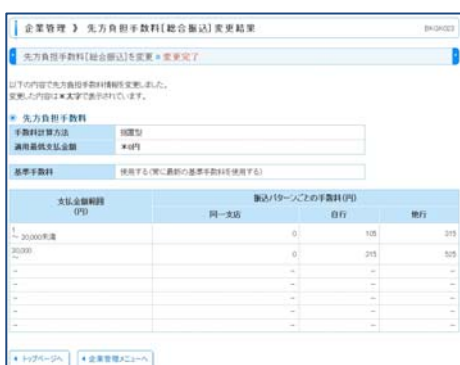 企業管理 》 先方負担手数料[総合振込]変更結果
先方負担手数料[総合振込]を変更 » 変更完了
以下の内容で先方負担手数料情報を変更しました。
変更した内容は*太字で表示されています。
先方負担手数料
手数料計算方法 据置型
適用最低支払金額 *0円
基準手数料 使用する(常に最新の基準手数料を使用する)
支払金額範囲 振込パターンごとの手数料(円)
(円) 同一支店 自行 他行
1
～ 30,000未満 0 105 315
30,000
～ 0 315 525
- - - -
- - - -
- - - -
- - - -
- - - -
トップページへ 企業管理メニューへ